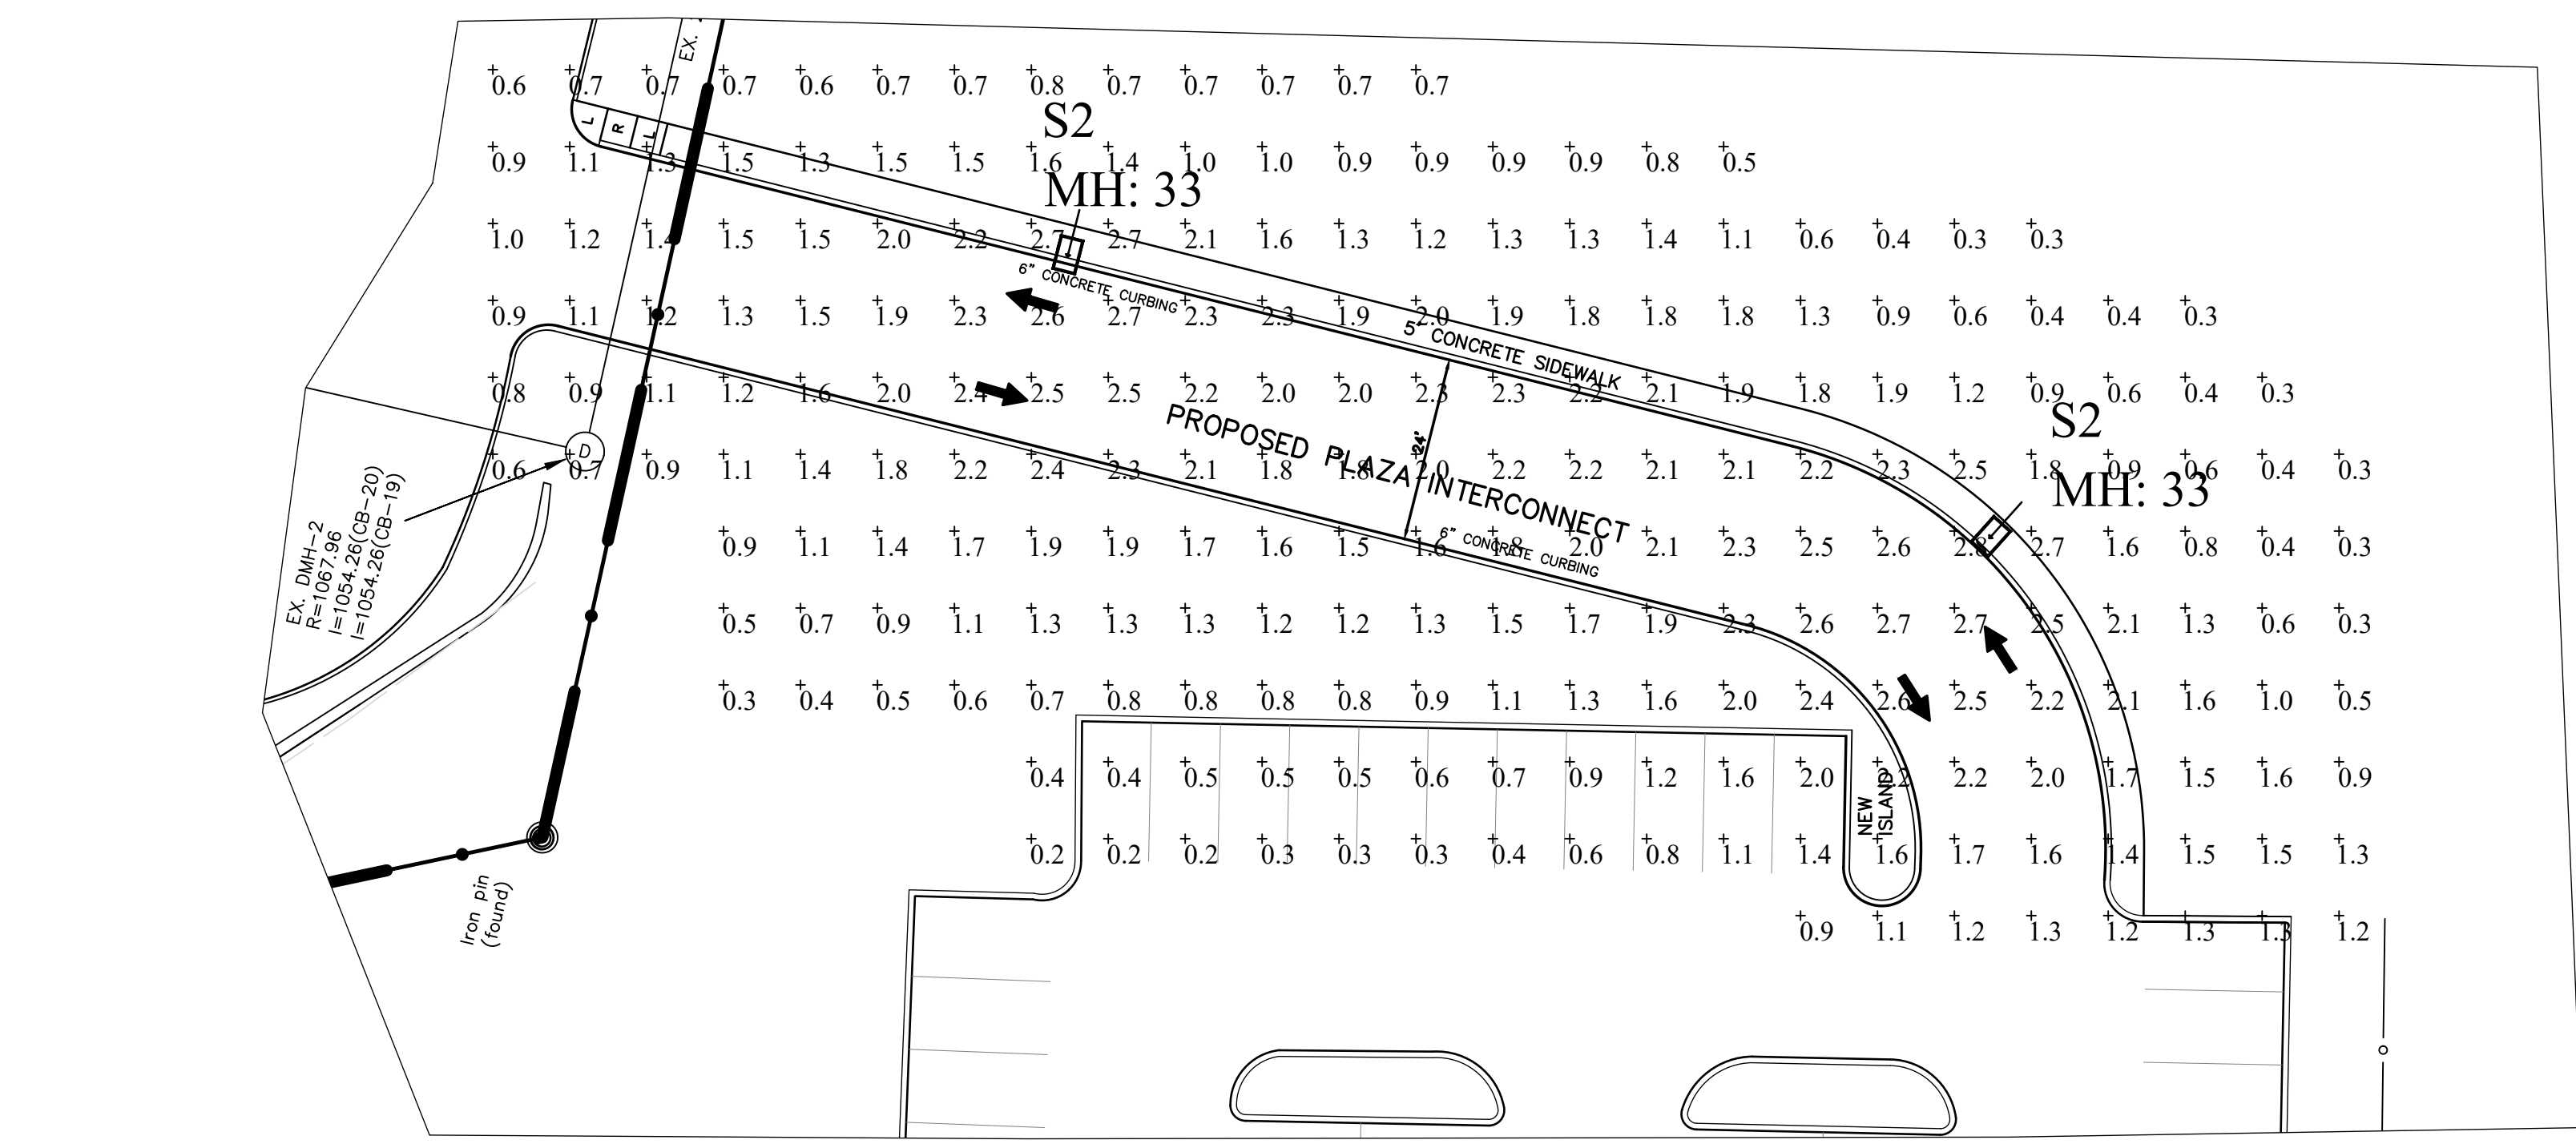 EX.
0.6 0.7 0.7 0.7 0.6 0.7 0.7 0.8 0.7 0.7 0.7 0.7 0.7
S2
L R L
0.9 1.1 1.3 1.5 1.3 1.5 1.5 1.6 1.4 1.0 1.0 0.9 0.9 0.9 0.9 0.8 0.5
MH: 33
1.0 1.2 1.4 1.5 1.5 2.0 2.2 2.7 2.7 2.1 1.6 1.3 1.2 1.3 1.3 1.4 1.1 0.6 0.4 0.3 0.3
6" CONCRETE CURBING
0.9 1.1 1.2 1.3 1.5 1.9 2.3 2.6 2.7 2.3 2.3 1.9 2.0 1.9 1.8 1.8 1.8 1.3 0.9 0.6 0.4 0.4 0.3
5' CONCRETE SIDEWALK
0.8 0.9 1.1 1.2 1.6 2.0 2.4 2.5 2.5 2.2 2.0 2.0 2.3 2.3 2.2 2.1 1.9 1.8 1.9 1.2 0.9 0.6 0.4 0.3
S2
PROPOSED PLAZA INTERCONNECT
24'
D
0.6 0.7 0.9 1.1 1.4 1.8 2.2 2.4 2.3 2.1 1.8 1.8 2.0 2.2 2.2 2.1 2.1 2.2 2.3 2.5 1.8 0.9 0.6 0.4 0.3
MH: 33
EX. DMH-2
R=1067.96
I=1054.26(CB-20)
I=1054.26(CB-19)
0.9 1.1 1.4 1.7 1.9 1.9 1.7 1.6 1.5 1.6 1.8 2.0 2.1 2.3 2.5 2.6 2.8 2.7 1.6 0.8 0.4 0.3
6" CONCRETE CURBING
0.5 0.7 0.9 1.1 1.3 1.3 1.3 1.2 1.2 1.3 1.5 1.7 1.9 2.3 2.6 2.7 2.7 2.5 2.1 1.3 0.6 0.3
0.3 0.4 0.5 0.6 0.7 0.8 0.8 0.8 0.8 0.9 1.1 1.3 1.6 2.0 2.4 2.6 2.5 2.2 2.1 1.6 1.0 0.5
0.4 0.4 0.5 0.5 0.5 0.6 0.7 0.9 1.2 1.6 2.0 2.2 2.2 2.0 1.7 1.5 1.6 0.9
NEW
ISLAND
0.2 0.2 0.2 0.3 0.3 0.3 0.4 0.6 0.8 1.1 1.4 1.6 1.7 1.6 1.4 1.5 1.5 1.3
Iron pin
(found)
0.9 1.1 1.2 1.3 1.2 1.3 1.3 1.2